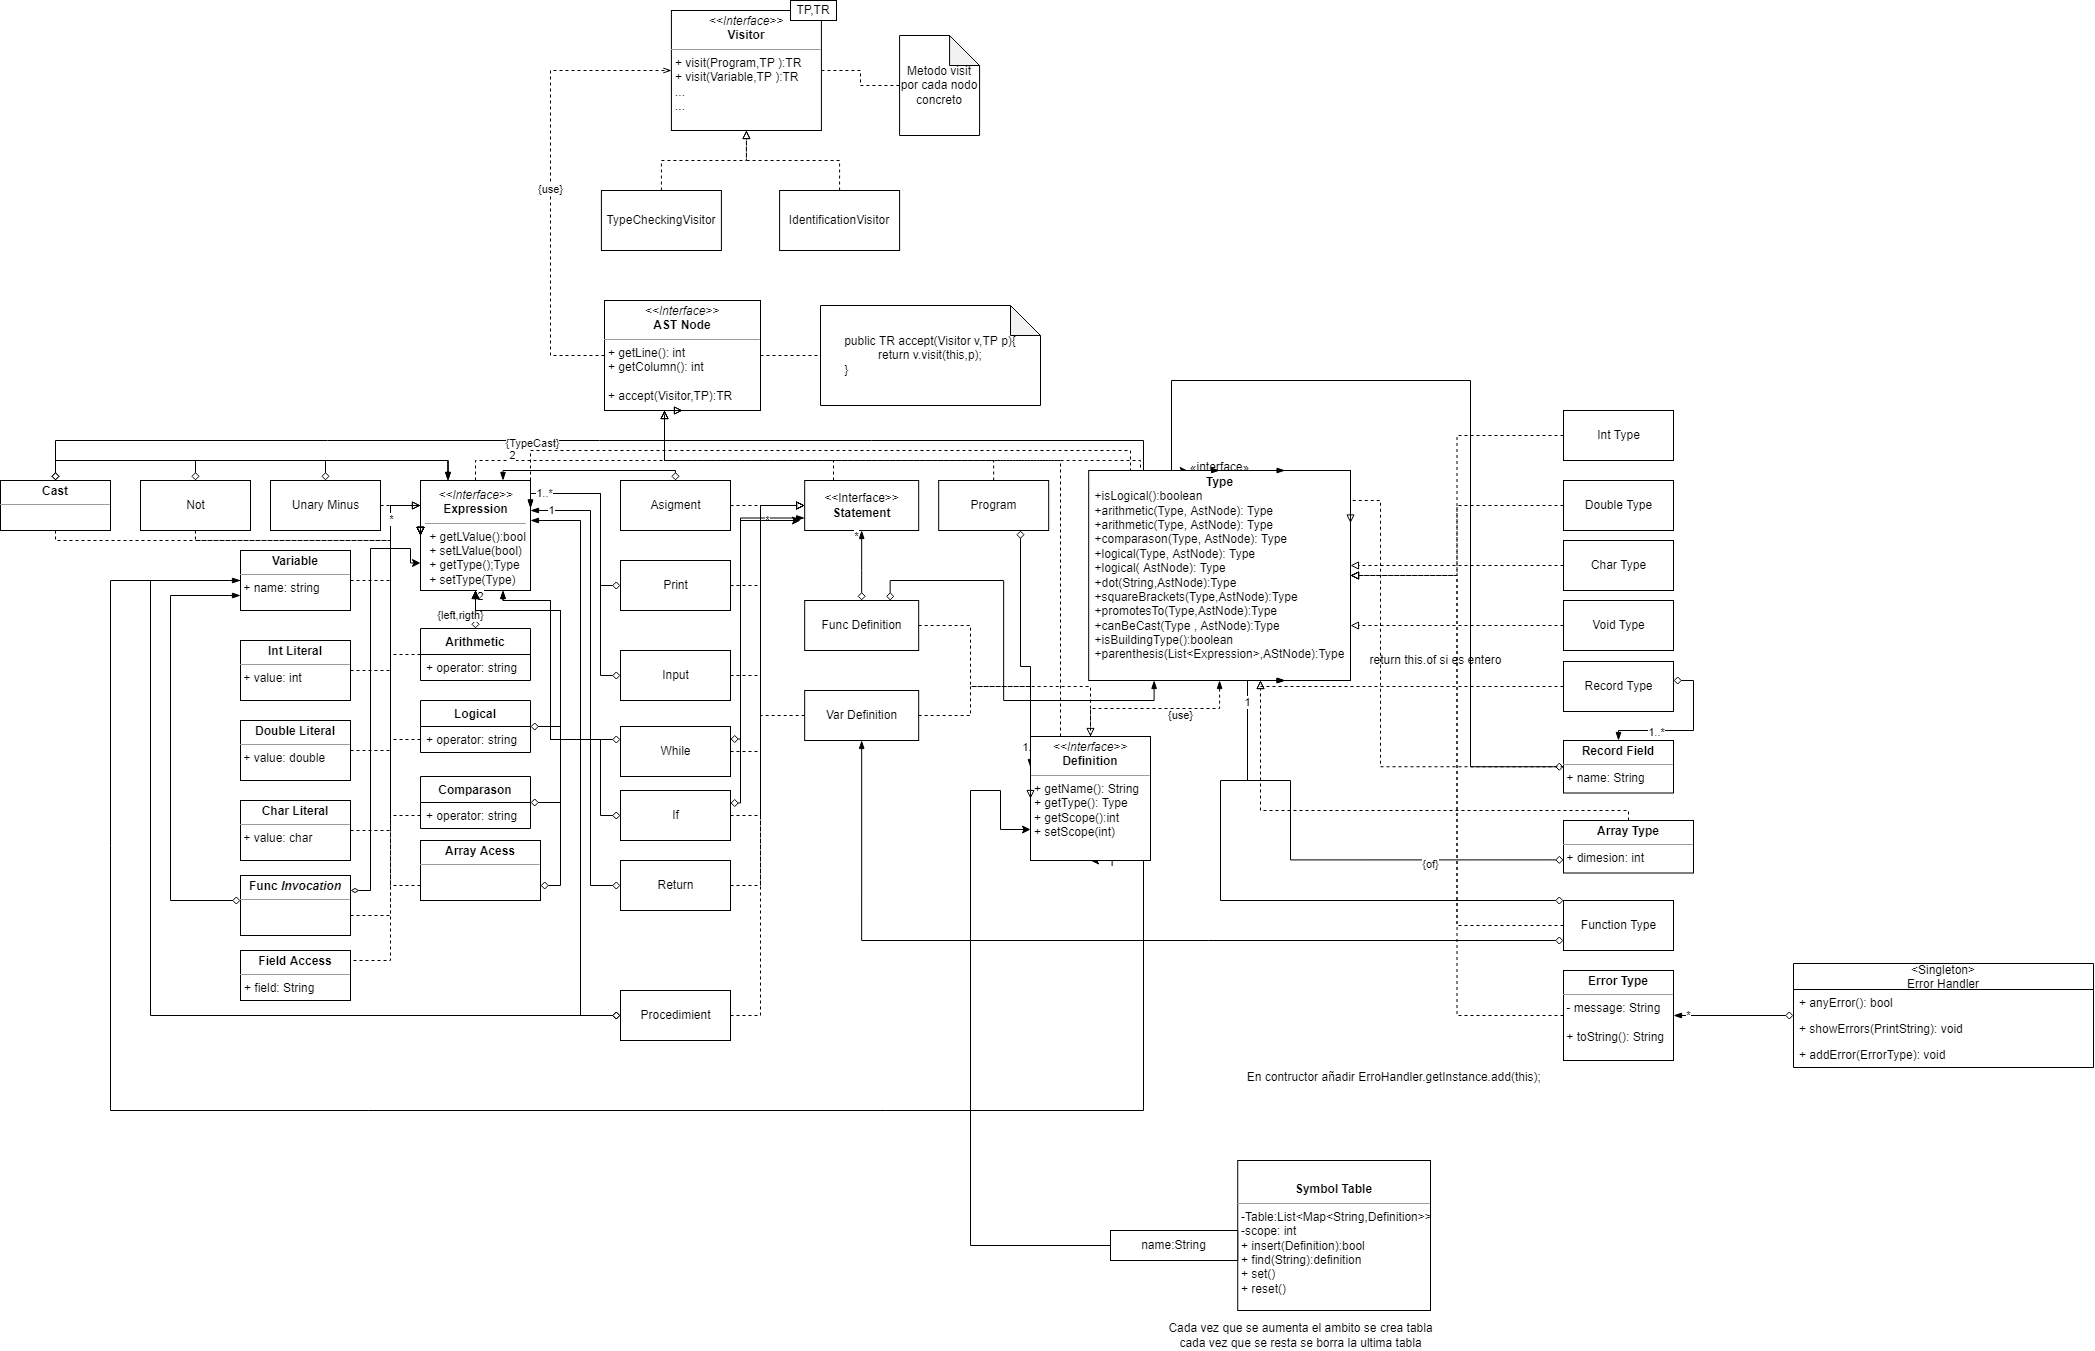 TP,TR
<<Interface>>
Visitor
+ visit(Program,TP ):TR
+ visit(Variable,TP ):TR
...
...
Metodo visit
por cada nodo
concreto
{use}
TypeCheckingVisitor
IdentificationVisitor
<<Interface>>
AST Node
+ getLine(): int
+ getColumn(): int
+ accept(Visitor,TP):TR
public TR accept(Visitor v,TP p){
return v.visit(this,p);
}
{TypeCast}
2
Cast
Not
Unary Minus
*
<<Interface>>
Expression
+ getLValue():bool
+ setLValue(bool)
+ getType();Type
+ setType(Type)
1..*
1
2
{left,rigth}
Variable
+ name: string
Int Literal
+ value: int
Double Literal
+ value: double
Char Literal
+ value: char
Func Invocation
Field Access
+ field: String
Arithmetic
+ operator: string
Logical
+ operator: string
Comparason
+ operator: string
Array Acess
Asigment
Print
Input
While
If
Return
Procedimient
<<Interface>>
Statement
*
*
Program
Func Definition
Var Definition
<<Interface>>
Definition
+ getName(): String
+ getType(): Type
+ getScope():int
+ setScope(int)
{use}
«interface»
Type
+isLogical():boolean
+arithmetic(Type, AstNode): Type
+arithmetic(Type, AstNode): Type
+comparason(Type, AstNode): Type
+logical(Type, AstNode): Type
+logical( AstNode): Type
+dot(String,AstNode):Type
+squareBrackets(Type,AstNode):Type
+promotesTo(Type,AstNode):Type
+canBeCast(Type , AstNode):Type
+isBuildingType():boolean
+parenthesis(List<Expression>,AStNode):Type
1
return this.of si es entero
Int Type
Double Type
Char Type
Void Type
Record Type
1..*
Record Field
+ name: String
Array Type
+ dimesion: int
{of}
Function Type
Error Type
- message: String
+ toString(): String
*
<Singleton>
Error Handler
+ anyError(): bool
+ showErrors(PrintString): void
+ addError(ErrorType): void
En contructor añadir ErroHandler.getInstance.add(this);
name:String
Symbol Table
-Table:List<Map<String,Definition>>
-scope: int
+ insert(Definition):bool
+ find(String):definition
+ set()
+ reset()
Cada vez que se aumenta el ambito se crea tabla
cada vez que se resta se borra la ultima tabla